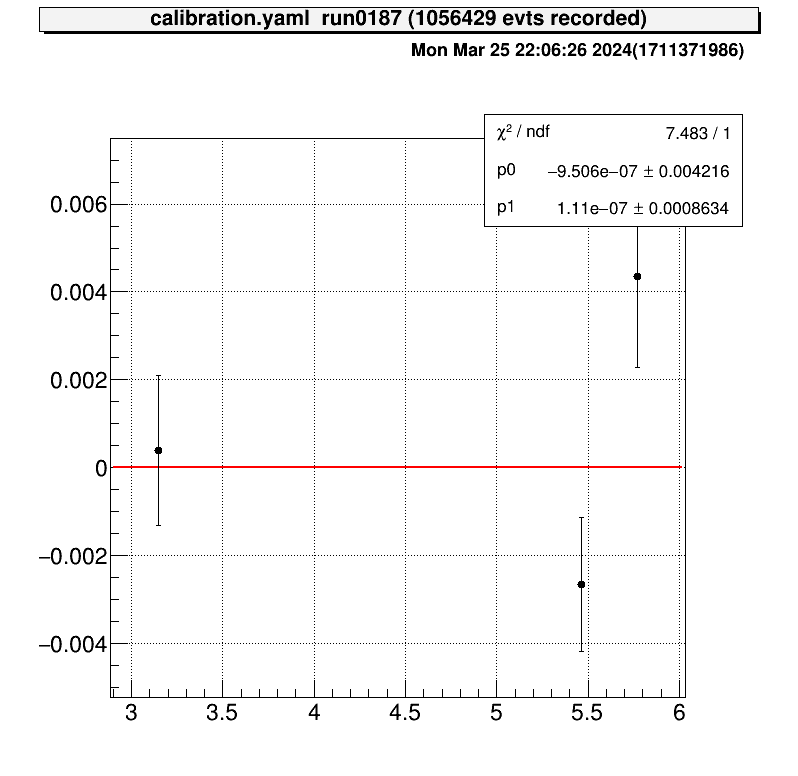 calibration.yaml  run0187 (1056429 evts recorded)
Mon Mar 25 22:06:26 2024(1711371986)
χ² / ndf 7.483 / 1
p0 −9.506e−07 ± 0.004216
p1 1.11e−07 ± 0.0008634
0.006
0.004
0.002
0
−0.002
−0.004
3 3.5 4 4.5 5 5.5 6